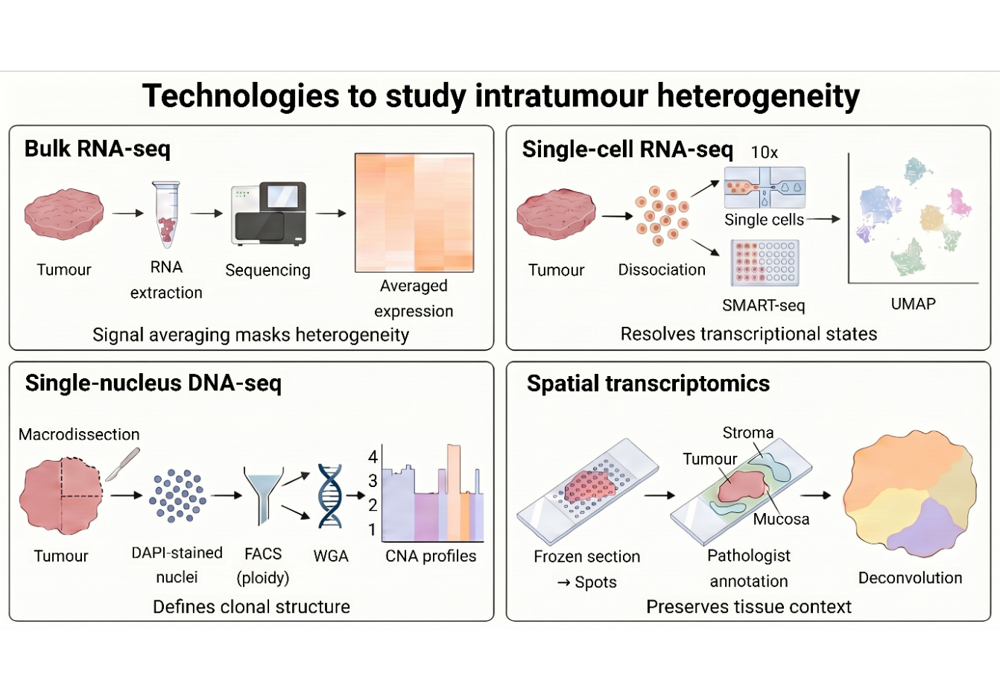 Technologies to study intratumour heterogeneity
Bulk RNA-seq
Tumour
RNA
extraction
Sequencing
Averaged
expression
Signal averaging masks heterogeneity
Single-cell RNA-seq
10x
Tumour
Dissociation
Single cells
SMART-seq
UMAP
Resolves transcriptional states
Single-nucleus DNA-seq
Macrodissection
Tumour
DAPI-stained
nuclei
FACS
(ploidy)
WGA
4
3
2
1
CNA profiles
Defines clonal structure
Spatial transcriptomics
Frozen section
→ Spots
Stroma
Tumour
Mucosa
Pathologist
annotation
Deconvolution
Preserves tissue context